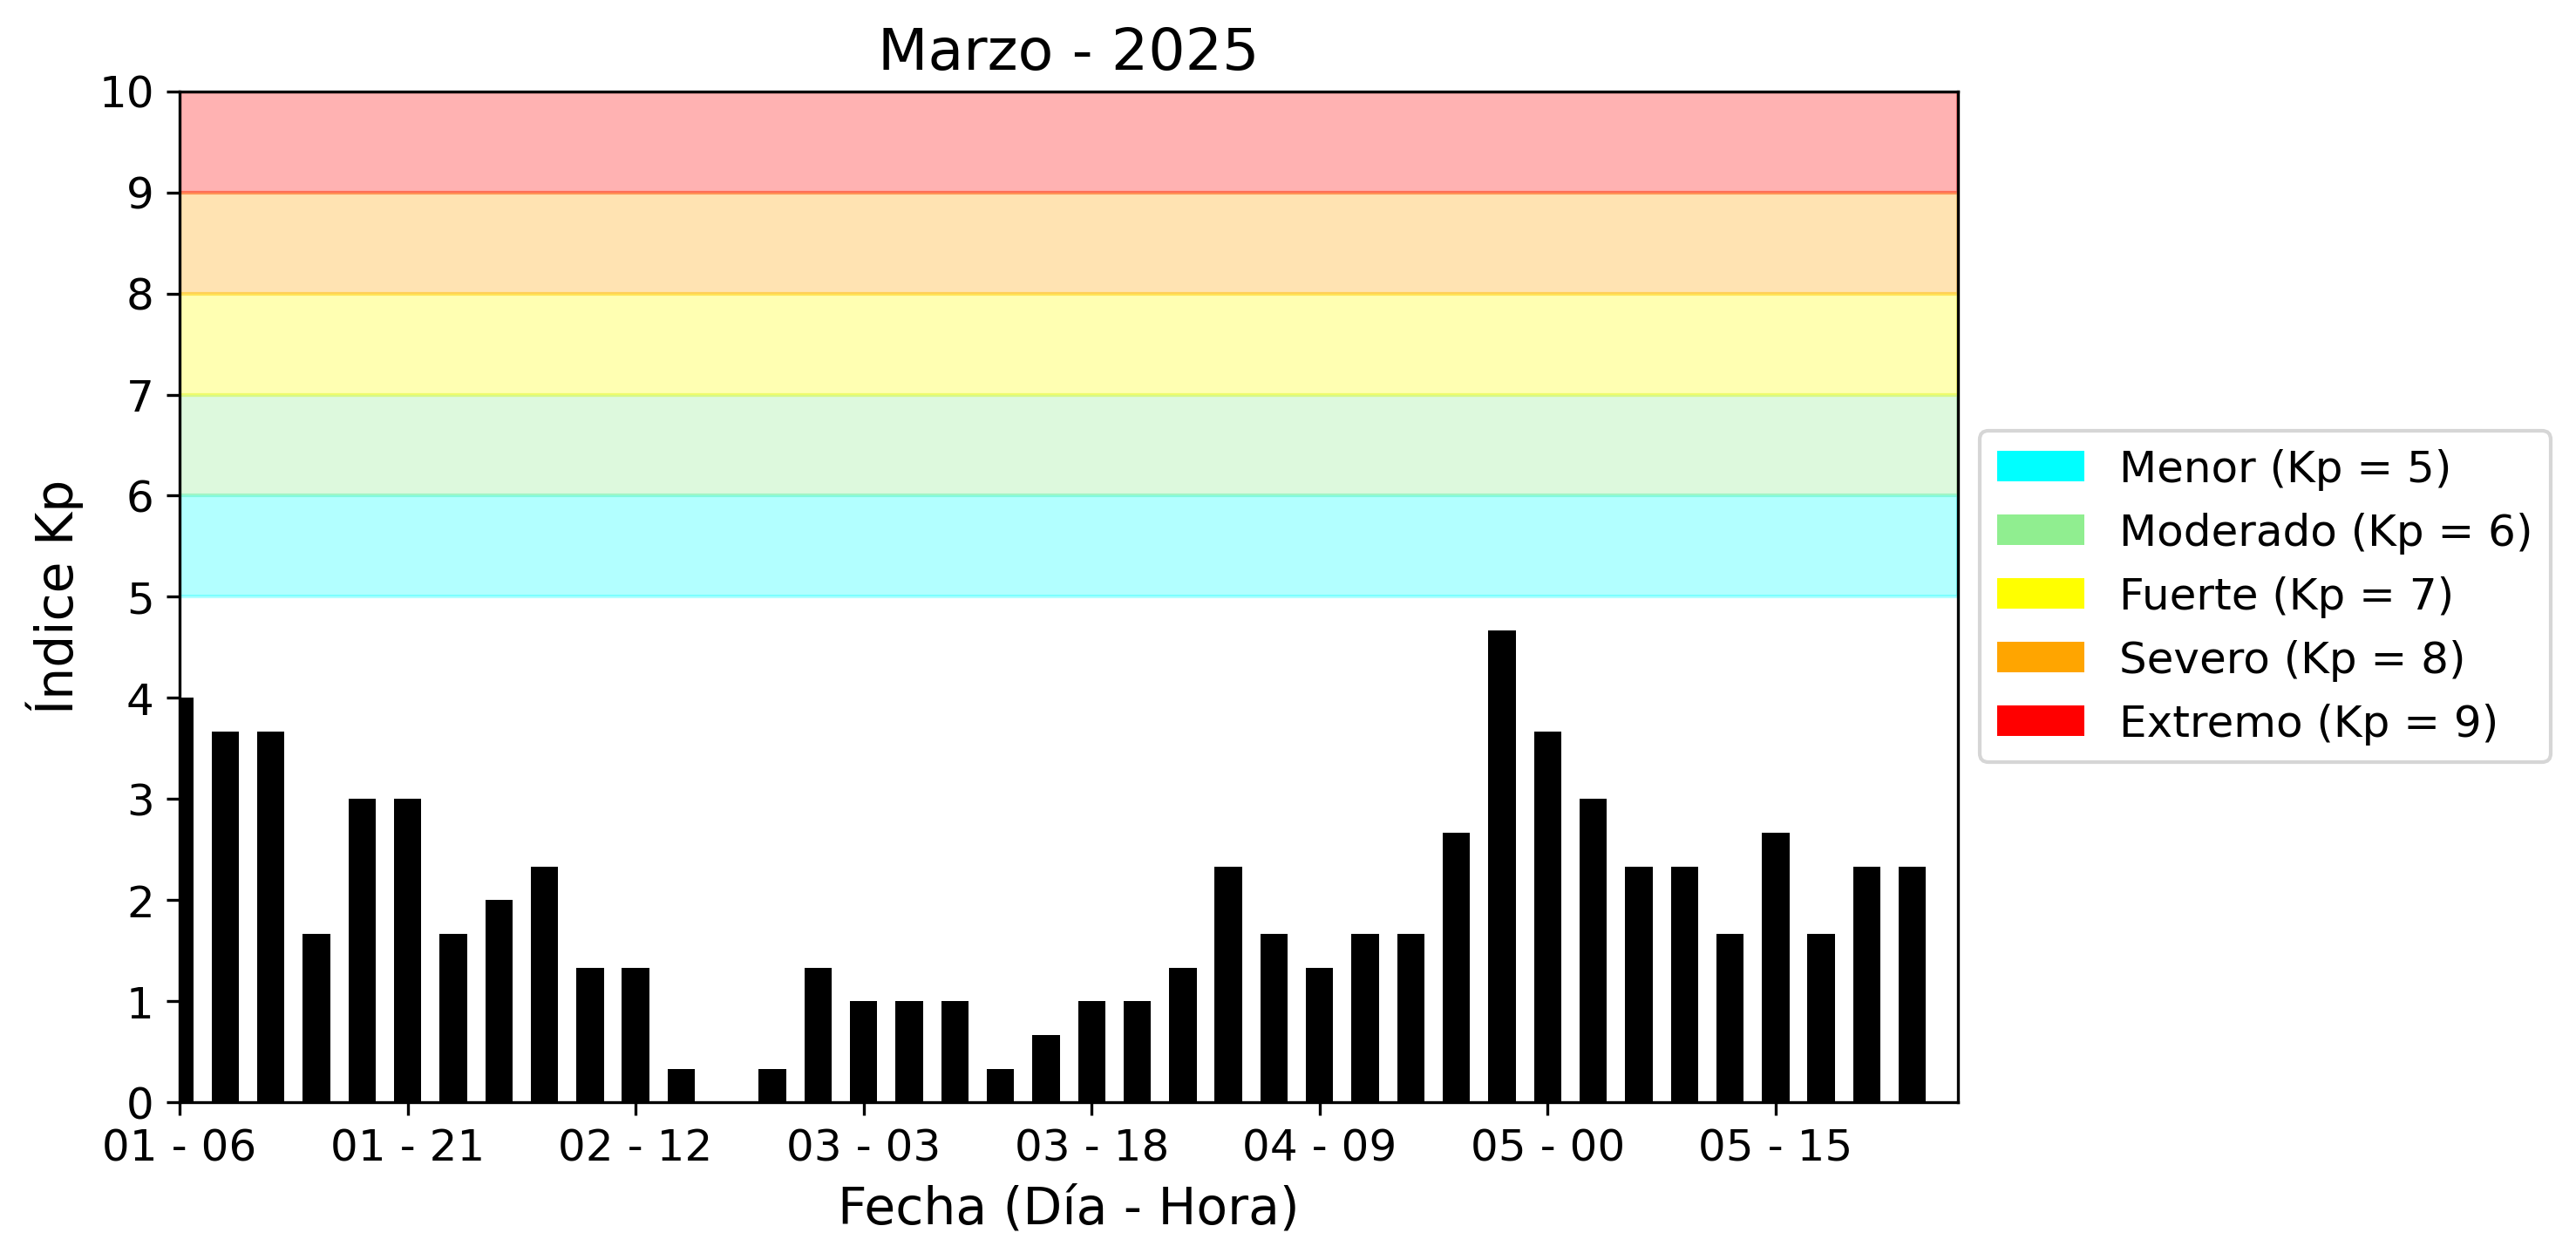 Marzo - 2025
Índice Kp
10
9
8
7
6
5
4
3
2
1
0
01 - 06
01 - 21
02 - 12
03 - 03
03 - 18
04 - 09
05 - 00
05 - 15
Fecha (Día - Hora)
Menor (Kp = 5)
Moderado (Kp = 6)
Fuerte (Kp = 7)
Severo (Kp = 8)
Extremo (Kp = 9)